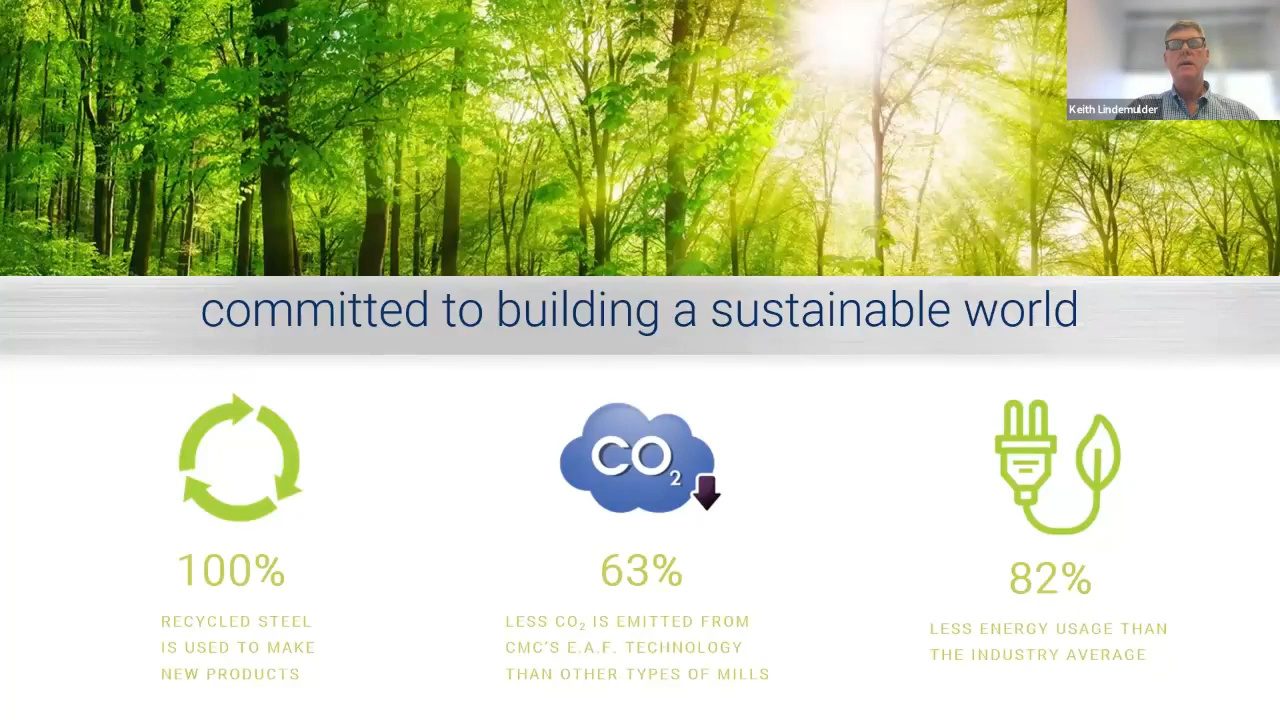 Keith Lindemulder
committed to building a sustainable world
CO₂
100%
RECYCLED STEEL
IS USED TO MAKE
NEW PRODUCTS
63%
LESS CO₂ IS EMITTED FROM
CMC'S E.A.F. TECHNOLOGY
THAN OTHER TYPES OF MILLS
82%
LESS ENERGY USAGE THAN
THE INDUSTRY AVERAGE